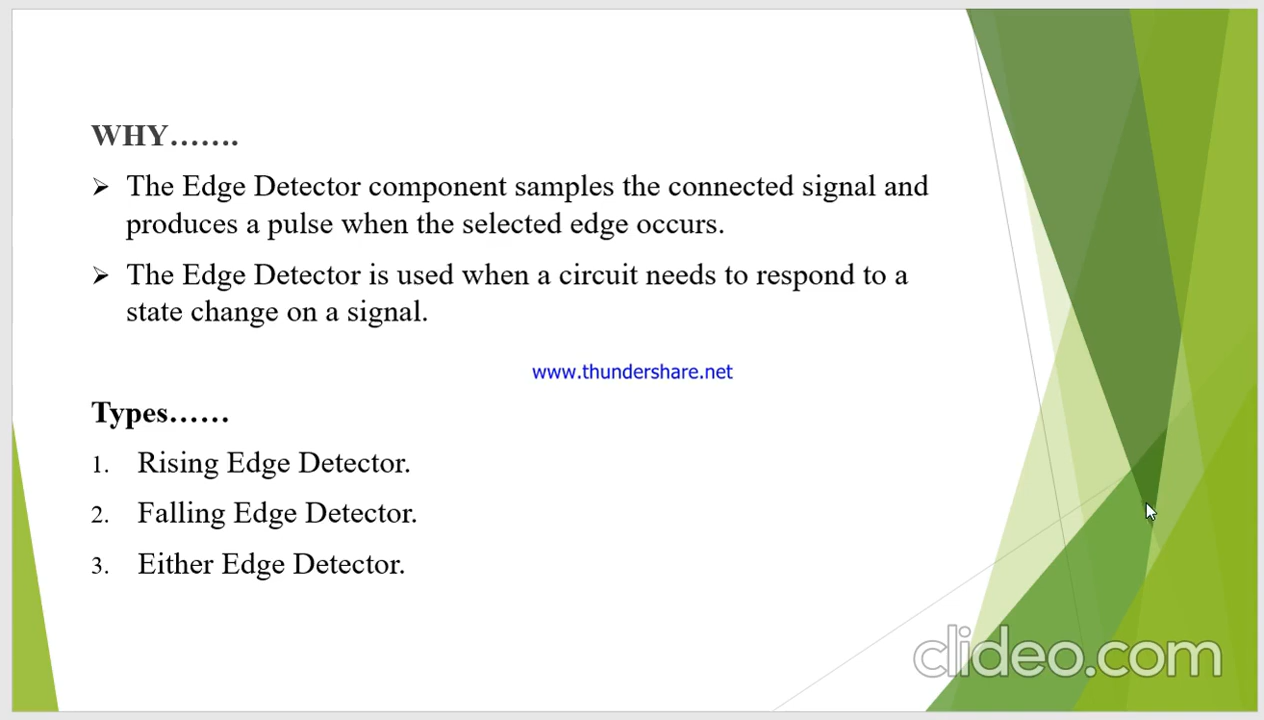 WHY…….
➢ The Edge Detector component samples the connected signal and
produces a pulse when the selected edge occurs.
➢ The Edge Detector is used when a circuit needs to respond to a
state change on a signal.
www.thundershare.net
Types……
1. Rising Edge Detector.
2. Falling Edge Detector.
3. Either Edge Detector.
clideo.com